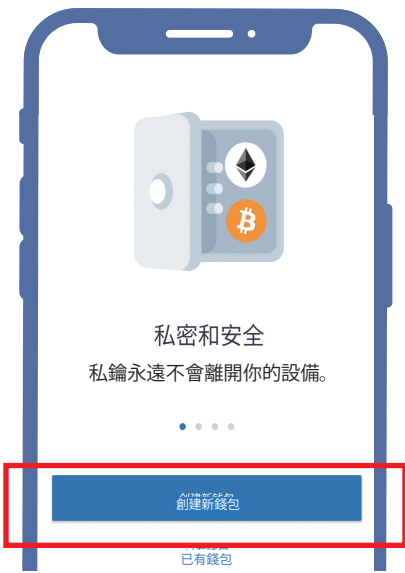 私密和安全
私鑰永遠不會離開你的設備。
創建新錢包
已有錢包